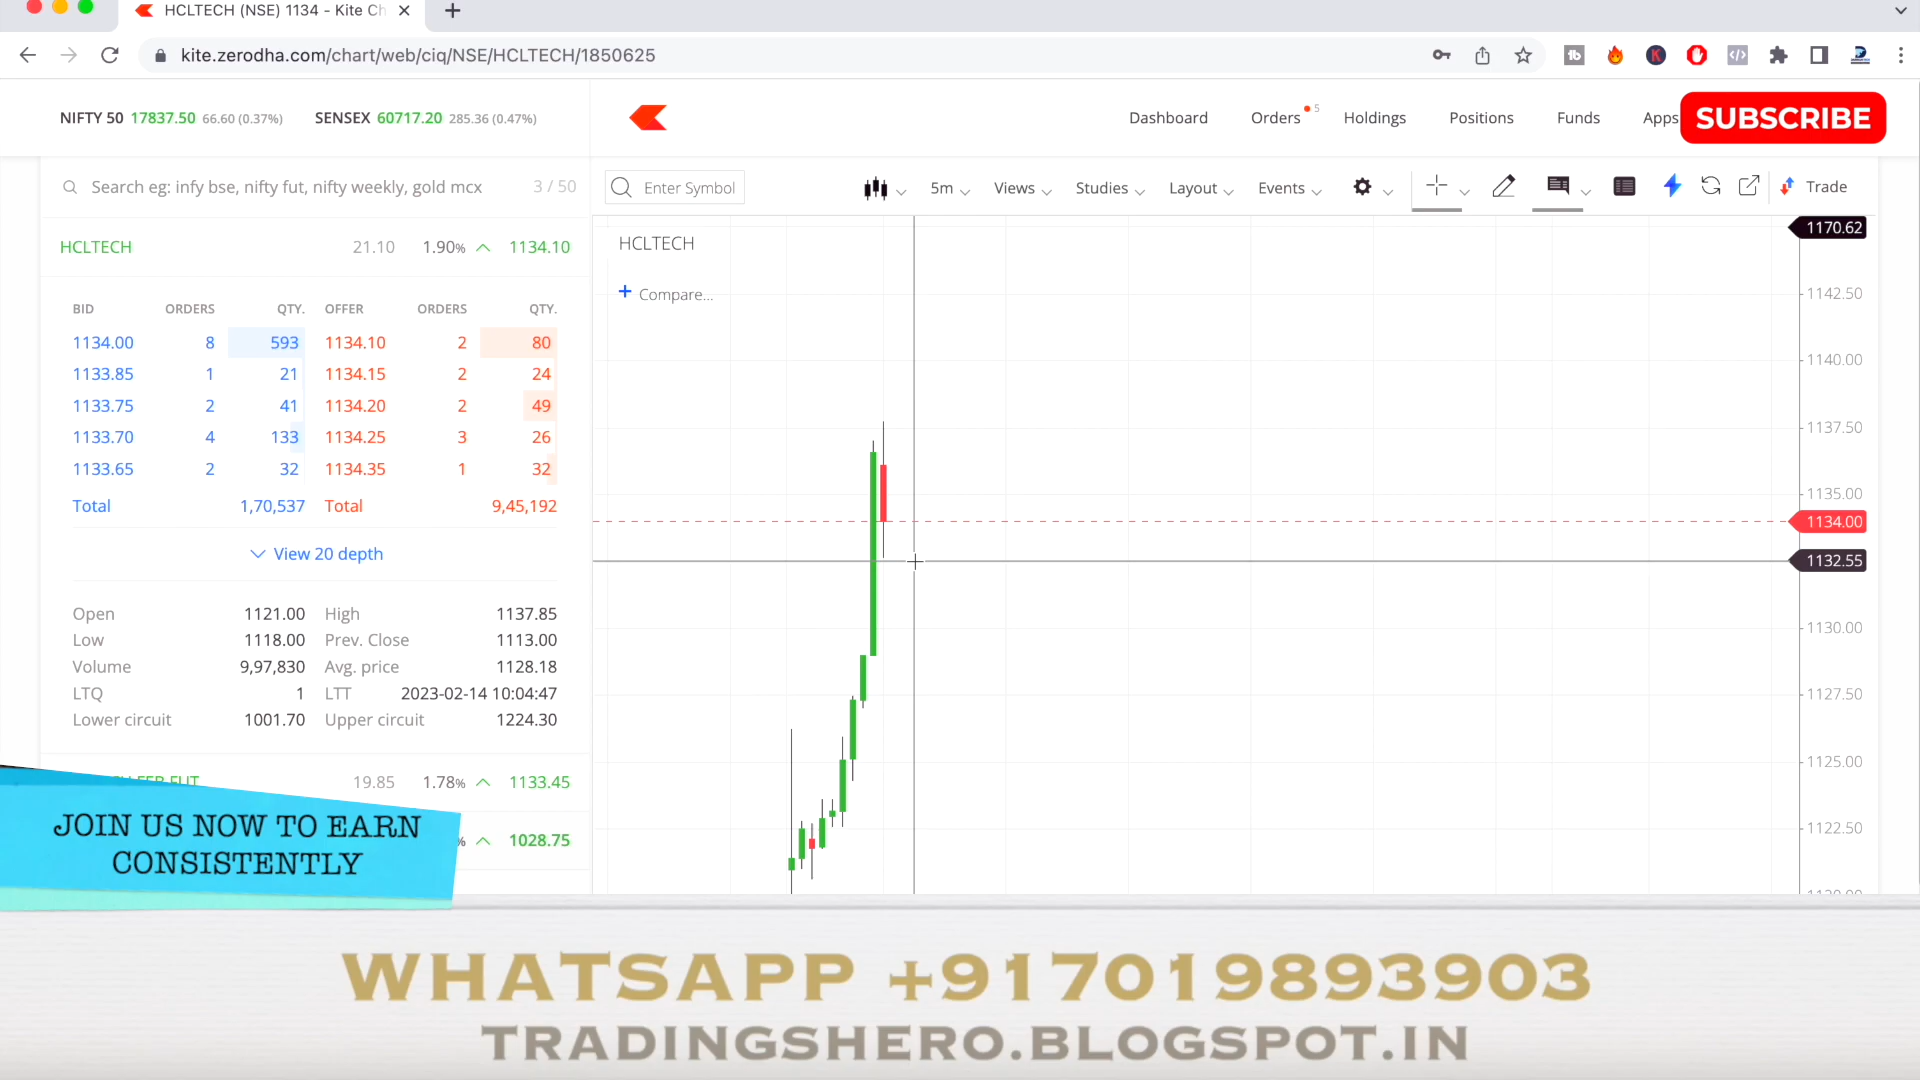 HCLTECH (NSE) 1134 - Kite Ch
kite.zerodha.com/chart/web/ciq/NSE/HCLTECH/1850625
NIFTY 50 17837.50 66.60 (0.37%) SENSEX 60717.20 285.36 (0.47%)
Dashboard Orders 5 Holdings Positions Funds Apps SUBSCRIBE
Search eg: infy bse, nifty fut, nifty weekly, gold mcx 3 / 50
Enter Symbol 5m Views Studies Layout Events Trade
HCLTECH 21.10 1.90% 1134.10
HCLTECH
+ Compare...
BID ORDERS QTY. OFFER ORDERS QTY.
1134.00 8 593 1134.10 2 80
1133.85 1 21 1134.15 2 24
1133.75 2 41 1134.20 2 49
1133.70 4 133 1134.25 3 26
1133.65 2 32 1134.35 1 32
Total 1,70,537 Total 9,45,192
View 20 depth
Open 1121.00 High 1137.85
Low 1118.00 Prev. Close 1113.00
Volume 9,97,830 Avg. price 1128.18
LTQ 1 LTT 2023-02-14 10:04:47
Lower circuit 1001.70 Upper circuit 1224.30
FEB FUT 19.85 1.78% 1133.45
% 1028.75
1170.62
1142.50
1140.00
1137.50
1135.00
1134.00
1132.55
1130.00
1127.50
1125.00
1122.50
JOIN US NOW TO EARN
CONSISTENTLY
WHATSAPP +917019893903
TRADINGSHERO.BLOGSPOT.IN